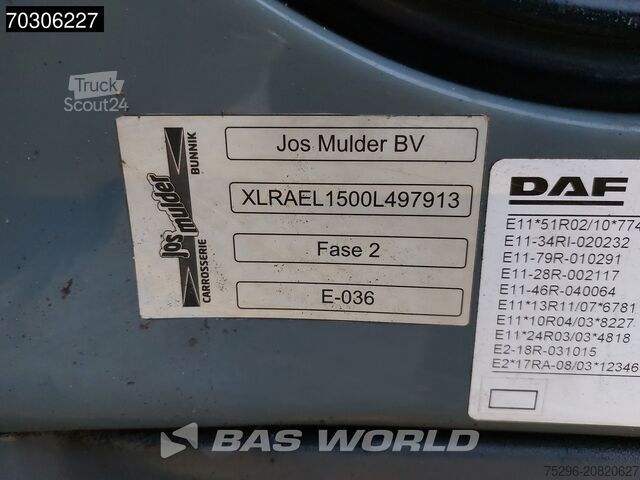 70306227
Truck
Scout24
Jos Mulder BV
XLRAEL1500L497913
Fase 2
E-036
jos mulder
CARROSSERIE BUNNIK
DAF
E11*51R02/10*774
E11-34RI-020232
E11-79R-010291
E11-28R-002117
E11-46R-040064
E11*13R11/07*6781
E11*10R04/03*8227
E11*24R03/03*4818
E2-18R-031015
E2*17RA-08/03*12346
BAS WORLD
75296-20820627